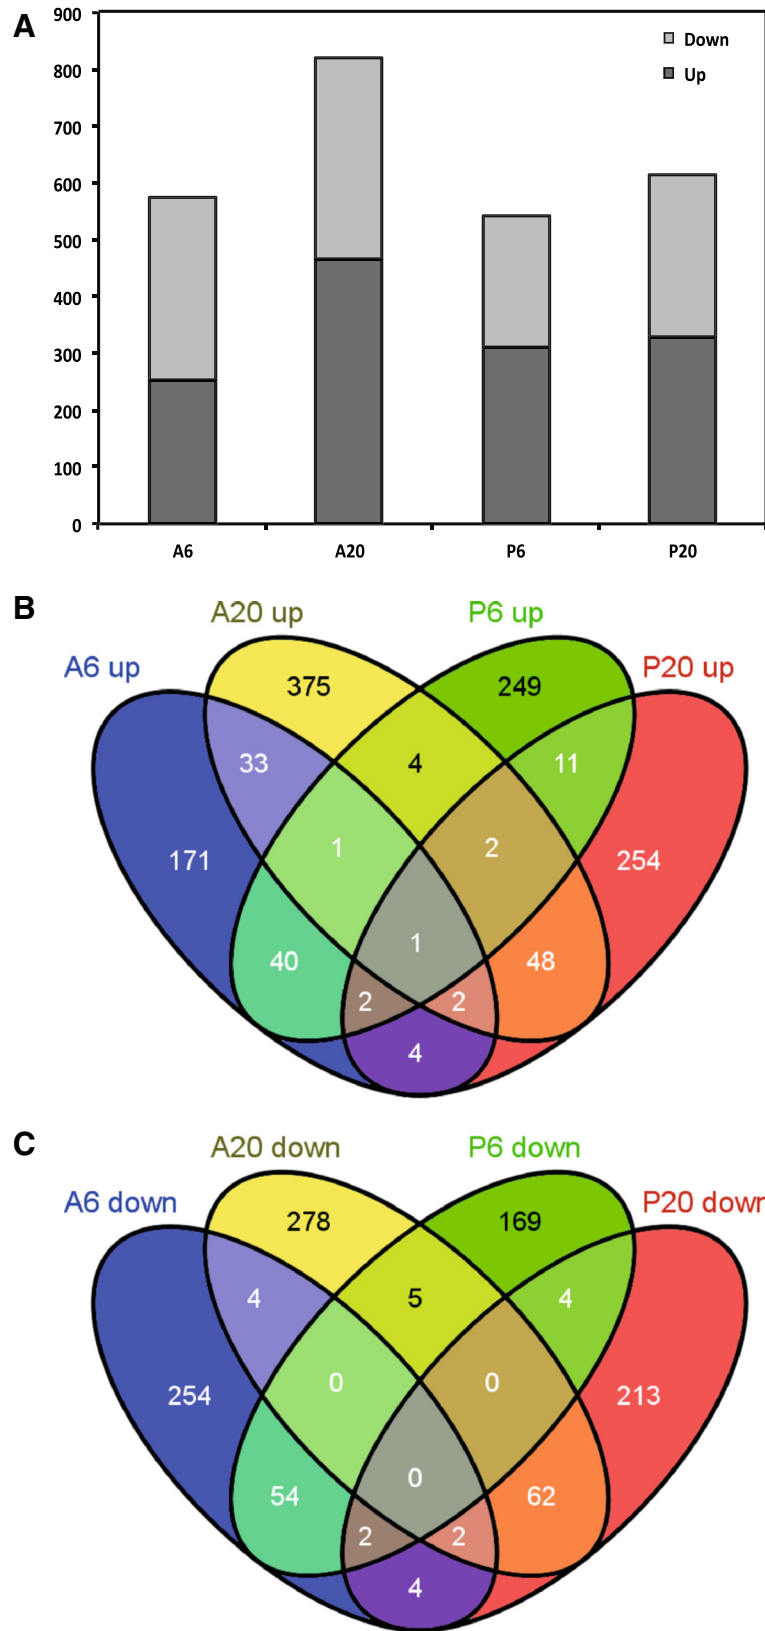 A
900
800
700
600
500
400
300
200
100
0
Down
Up
A6 A20 P6 P20
B
A20 up P6 up
A6 up P20 up
375 249
33 4 11
171 1 2 254
40 1 48
2 2
4
C
A20 down P6 down
A6 down P20 down
278 169
4 5 4
254 0 0 213
54 0 62
2 2
4